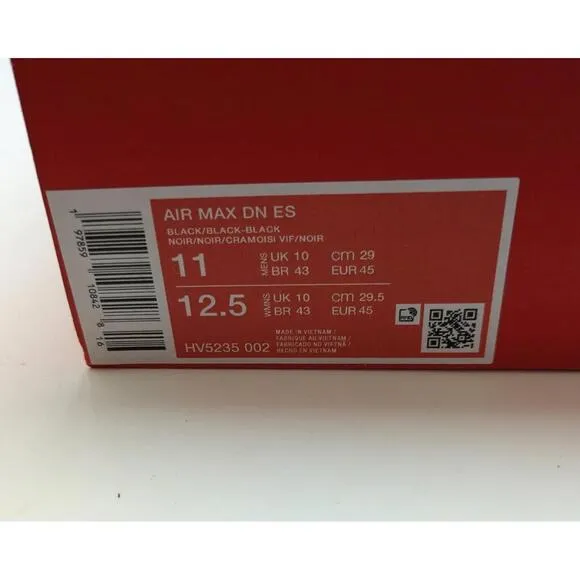 AIR MAX DN ES
BLACK/BLACK-BLACK
NOIR/NOIR/CRAMOISI VIF/NOIR
11 MENS UK 10 CM 29
BR 43 EUR 45
12.5 WMNS UK 10 CM 29.5
BR 43 EUR 45
HV5235 002
MADE IN VIETNAM /
FABRIQUE AU VIETNAM /
FABRICADO NO VIETNÃ /
HECHO EN VIETNAM
1 97859 10842 8 16